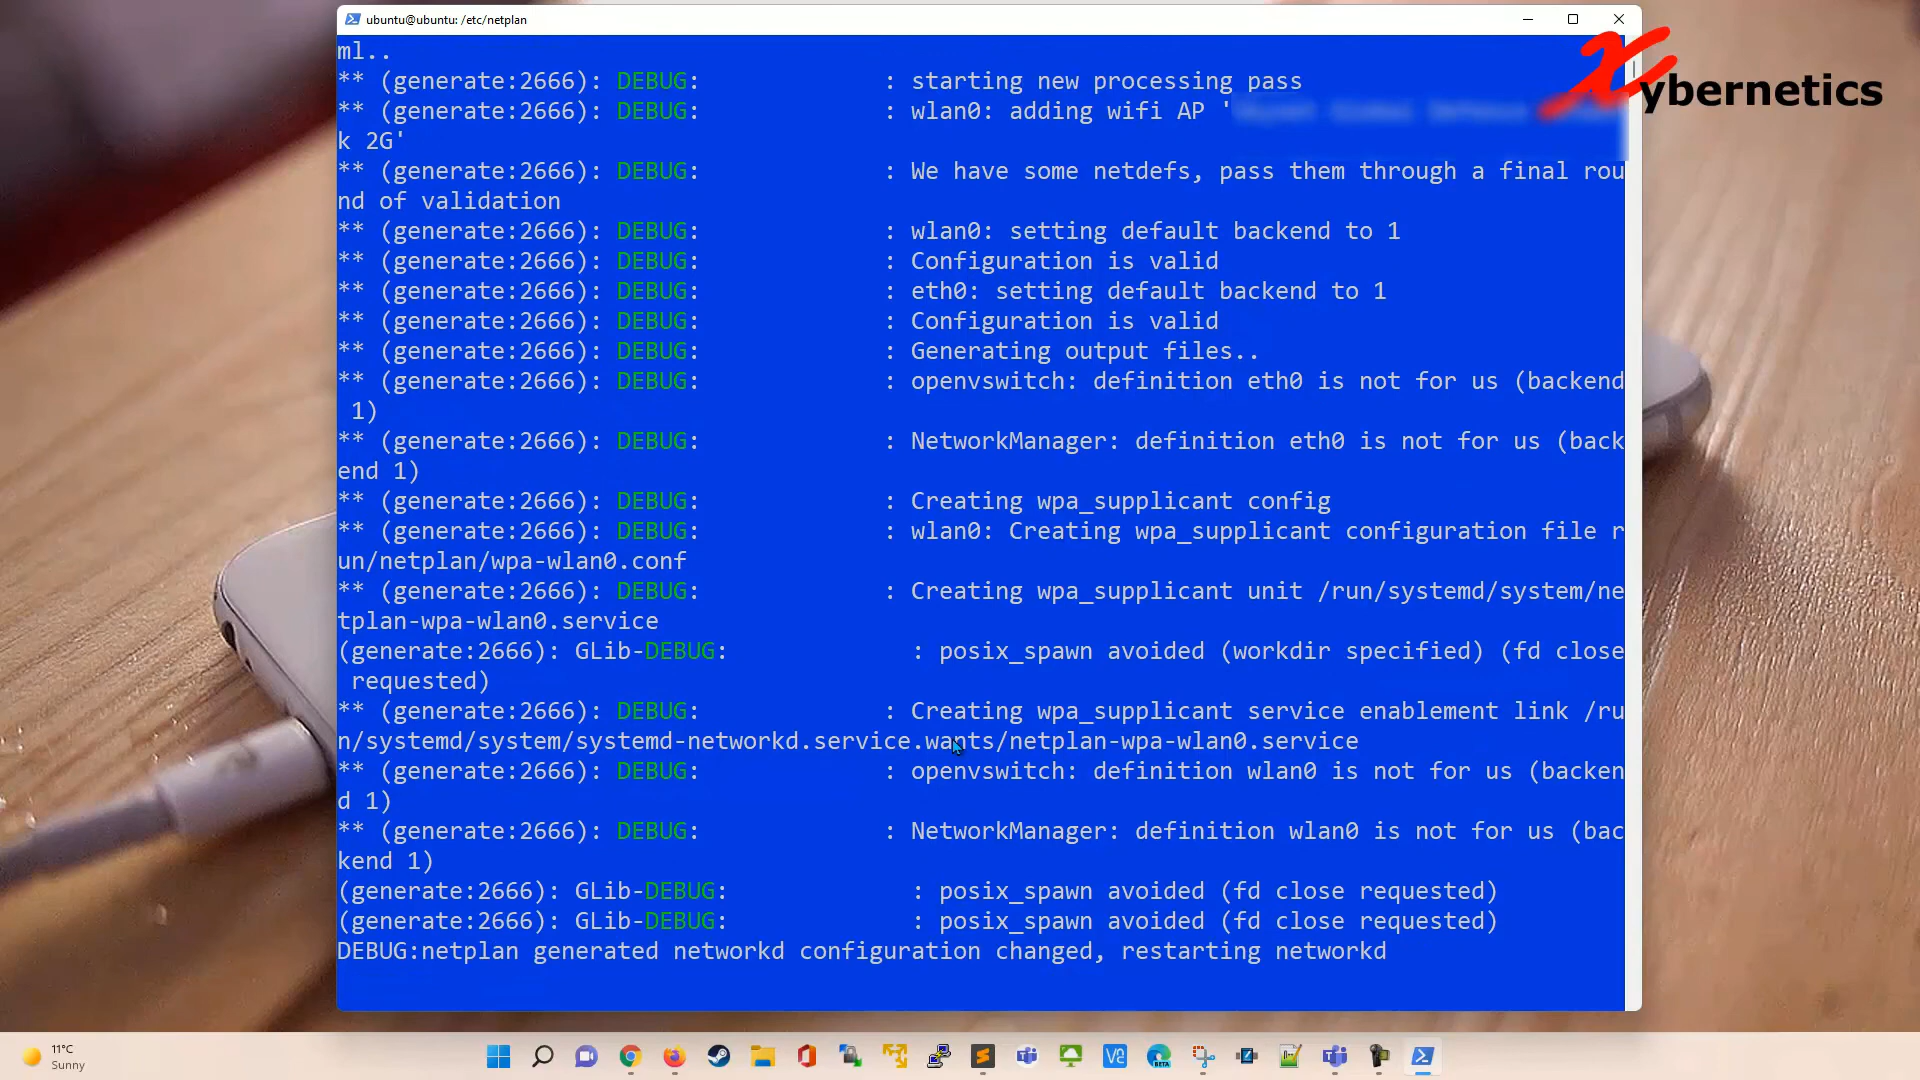 ubuntu@ubuntu: /etc/netplan
ml..
** (generate:2666): DEBUG: : starting new processing pass
** (generate:2666): DEBUG: : wlan0: adding wifi AP '
k 2G'
** (generate:2666): DEBUG: : We have some netdefs, pass them through a final rou
nd of validation
** (generate:2666): DEBUG: : wlan0: setting default backend to 1
** (generate:2666): DEBUG: : Configuration is valid
** (generate:2666): DEBUG: : eth0: setting default backend to 1
** (generate:2666): DEBUG: : Configuration is valid
** (generate:2666): DEBUG: : Generating output files..
** (generate:2666): DEBUG: : openvswitch: definition eth0 is not for us (backend
1)
** (generate:2666): DEBUG: : NetworkManager: definition eth0 is not for us (back
end 1)
** (generate:2666): DEBUG: : Creating wpa_supplicant config
** (generate:2666): DEBUG: : wlan0: Creating wpa_supplicant configuration file r
un/netplan/wpa-wlan0.conf
** (generate:2666): DEBUG: : Creating wpa_supplicant unit /run/systemd/system/ne
tplan-wpa-wlan0.service
(generate:2666): GLib-DEBUG: : posix_spawn avoided (workdir specified) (fd close
requested)
** (generate:2666): DEBUG: : Creating wpa_supplicant service enablement link /ru
n/systemd/system/systemd-networkd.service.wants/netplan-wpa-wlan0.service
** (generate:2666): DEBUG: : openvswitch: definition wlan0 is not for us (backen
d 1)
** (generate:2666): DEBUG: : NetworkManager: definition wlan0 is not for us (bac
kend 1)
(generate:2666): GLib-DEBUG: : posix_spawn avoided (fd close requested)
(generate:2666): GLib-DEBUG: : posix_spawn avoided (fd close requested)
DEBUG:netplan generated networkd configuration changed, restarting networkd
Xybernetics
11°C
Sunny
VC
BETA